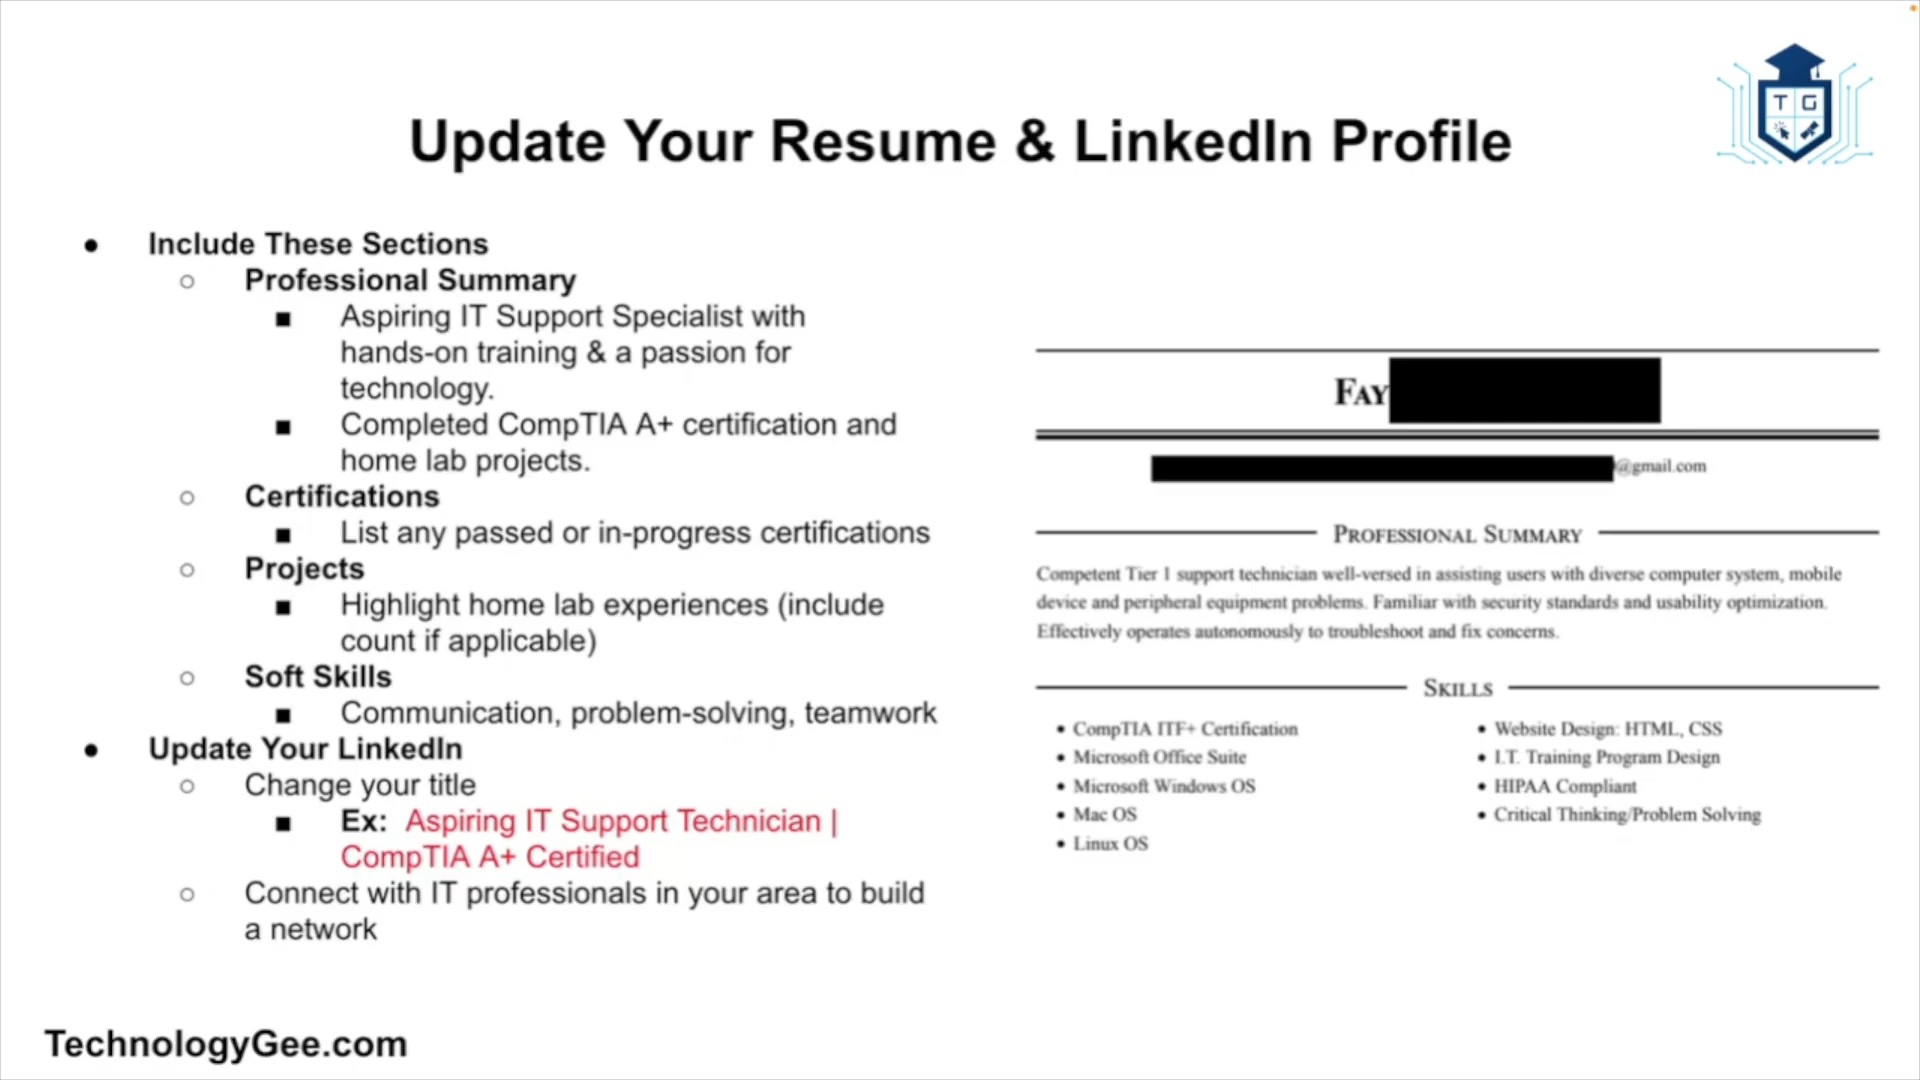 Update Your Resume & LinkedIn Profile
T G
● Include These Sections
○ Professional Summary
■ Aspiring IT Support Specialist with
hands-on training & a passion for
technology.
■ Completed CompTIA A+ certification and
home lab projects.
○ Certifications
■ List any passed or in-progress certifications
○ Projects
■ Highlight home lab experiences (include
count if applicable)
○ Soft Skills
■ Communication, problem-solving, teamwork
● Update Your LinkedIn
○ Change your title
■ Ex: Aspiring IT Support Technician |
CompTIA A+ Certified
○ Connect with IT professionals in your area to build
a network
FAY
@gmail.com
PROFESSIONAL SUMMARY
Competent Tier 1 support technician well-versed in assisting users with diverse computer system, mobile
device and peripheral equipment problems. Familiar with security standards and usability optimization.
Effectively operates autonomously to troubleshoot and fix concerns.
SKILLS
• CompTIA ITF+ Certification
• Microsoft Office Suite
• Microsoft Windows OS
• Mac OS
• Linux OS
• Website Design: HTML, CSS
• I.T. Training Program Design
• HIPAA Compliant
• Critical Thinking/Problem Solving
TechnologyGee.com